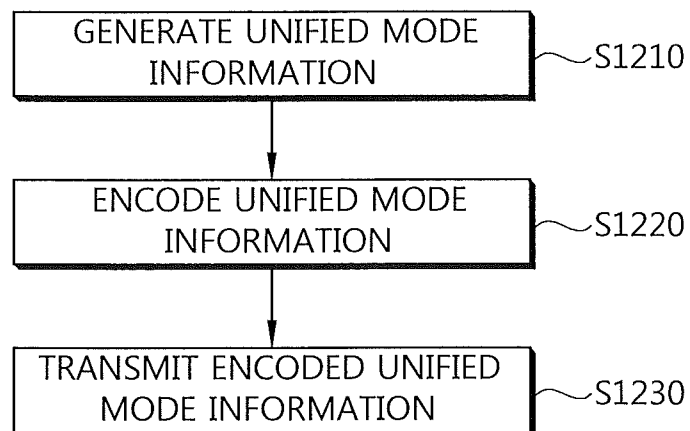 GENERATE UNIFIED MODE
INFORMATION
S1210
ENCODE UNIFIED MODE
INFORMATION
S1220
TRANSMIT ENCODED UNIFIED
MODE INFORMATION
S1230